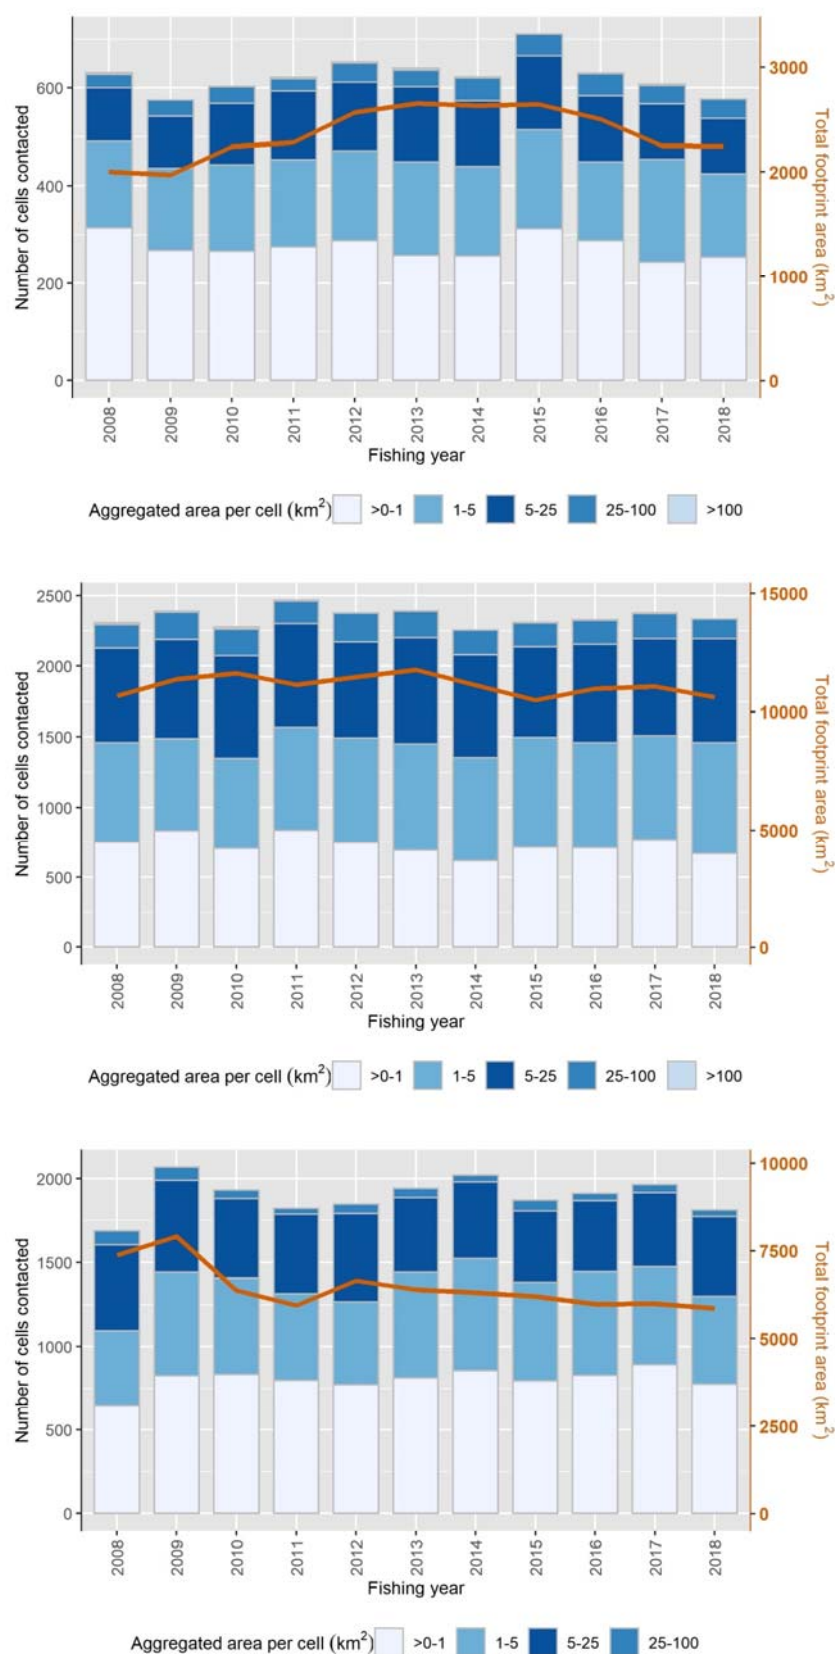 600
400
200
0
Number of cells contacted
3000
2000
1000
0
Total footprint area (km²)
2008 2009 2010 2011 2012 2013 2014 2015 2016 2017 2018
Fishing year
Aggregated area per cell (km²) >0-1 1-5 5-25 25-100 >100
2500
2000
1500
1000
500
0
Number of cells contacted
15000
10000
5000
0
Total footprint area (km²)
2008 2009 2010 2011 2012 2013 2014 2015 2016 2017 2018
Fishing year
Aggregated area per cell (km²) >0-1 1-5 5-25 25-100 >100
2000
1500
1000
500
0
Number of cells contacted
10000
7500
5000
2500
0
Total footprint area (km²)
2008 2009 2010 2011 2012 2013 2014 2015 2016 2017 2018
Fishing year
Aggregated area per cell (km²) >0-1 1-5 5-25 25-100